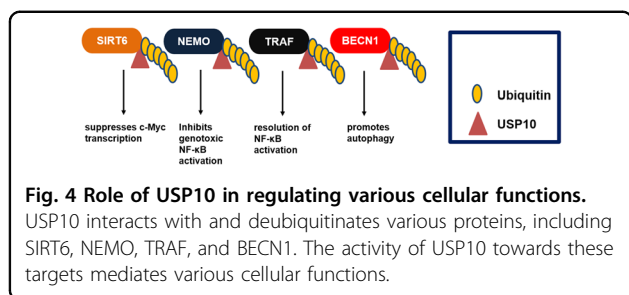 SIRT6 NEMO TRAF BECN1
Ubiquitin
USP10
suppresses c-Myc
transcription
Inhibits
genotoxic
NF-κB
activation
resolution of
NF-κB
activation
promotes
autophagy
Fig. 4 Role of USP10 in regulating various cellular functions.
USP10 interacts with and deubiquitinates various proteins, including
SIRT6, NEMO, TRAF, and BECN1. The activity of USP10 towards these
targets mediates various cellular functions.